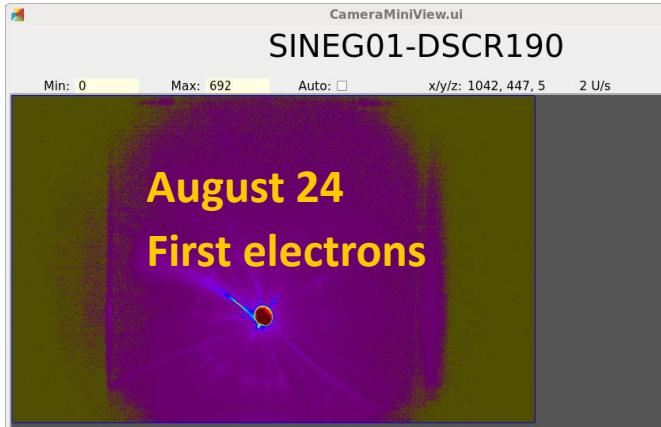 CameraMiniView.ui
SINEG01-DSCR190
Min: 0 Max: 692 Auto: x/y/z: 1042, 447, 5 2 U/s
August 24
First electrons